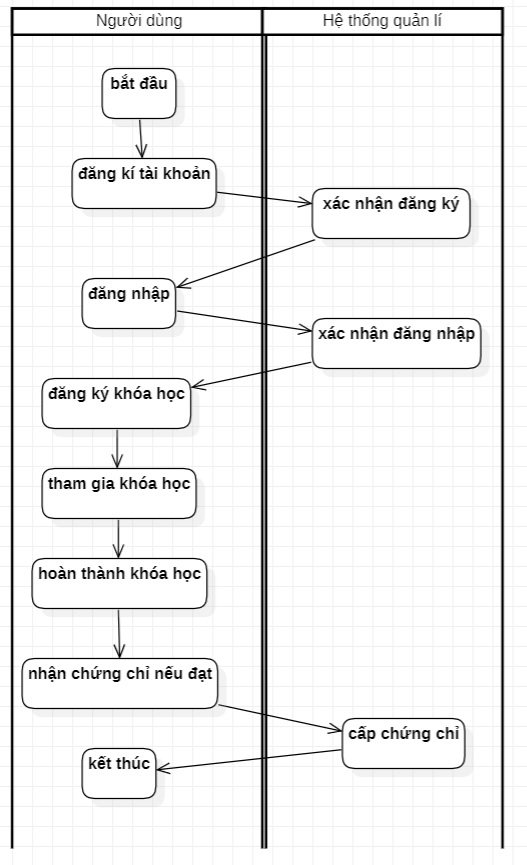 Người dùng
Hệ thống quản lí
bắt đầu
đăng kí tài khoản
xác nhận đăng ký
đăng nhập
xác nhận đăng nhập
đăng ký khóa học
tham gia khóa học
hoàn thành khóa học
nhận chứng chỉ nếu đạt
cấp chứng chỉ
kết thúc